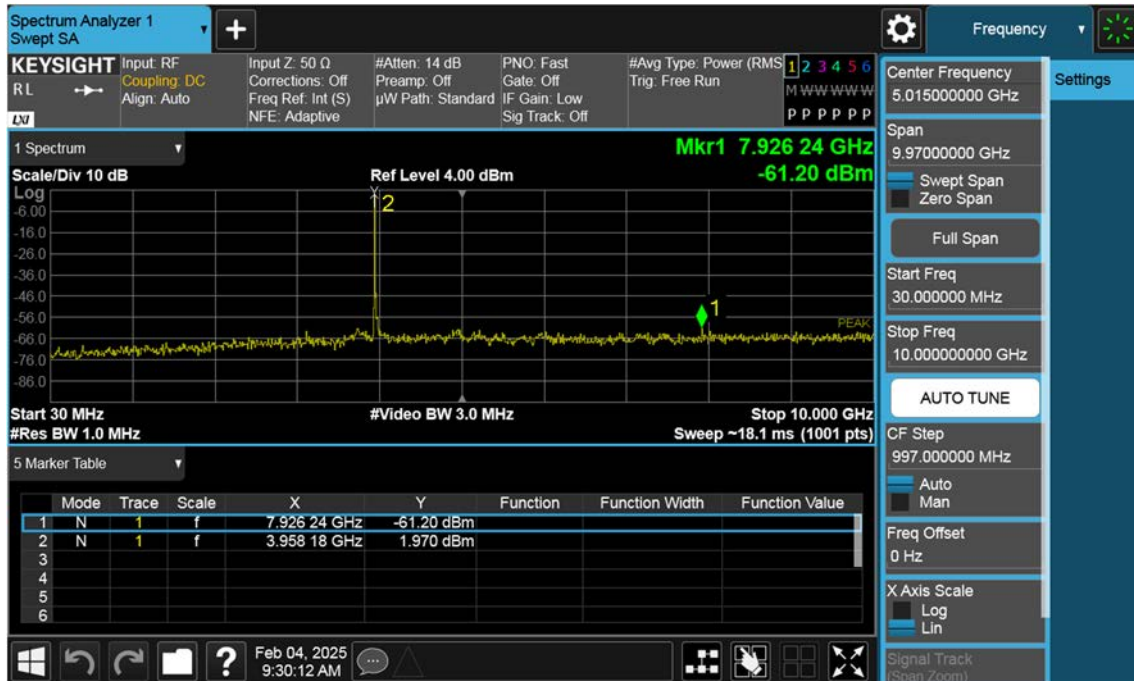 Spectrum Analyzer 1
Swept SA
+
Frequency
KEYSIGHT
RL
LXI
Input: RF
Coupling: DC
Align: Auto
Input Z: 50 Ω
Corrections: Off
Freq Ref: Int (S)
NFE: Adaptive
#Atten: 14 dB
Preamp: Off
µW Path: Standard
PNO: Fast
Gate: Off
IF Gain: Low
Sig Track: Off
#Avg Type: Power (RMS
Trig: Free Run
1 2 3 4 5 6
M W W W W W
P P P P P P
1 Spectrum
Mkr1 7.926 24 GHz
-61.20 dBm
Scale/Div 10 dB
Ref Level 4.00 dBm
Log
-6.00
-16.0
-26.0
-36.0
-46.0
-56.0
-66.0
-76.0
-86.0
2
1
PEAK
Start 30 MHz
#Video BW 3.0 MHz
Stop 10.000 GHz
#Res BW 1.0 MHz
Sweep ~18.1 ms (1001 pts)
5 Marker Table
Mode Trace Scale X Y Function Function Width Function Value
1 N 1 f 7.926 24 GHz -61.20 dBm
2 N 1 f 3.958 18 GHz 1.970 dBm
3
4
5
6
?
Feb 04, 2025
9:30:12 AM
Center Frequency
5.015000000 GHz
Span
9.97000000 GHz
Swept Span
Zero Span
Full Span
Start Freq
30.000000 MHz
Stop Freq
10.000000000 GHz
AUTO TUNE
CF Step
997.000000 MHz
Auto
Man
Freq Offset
0 Hz
X Axis Scale
Log
Lin
Signal Track
(Span Zoom)
Settings